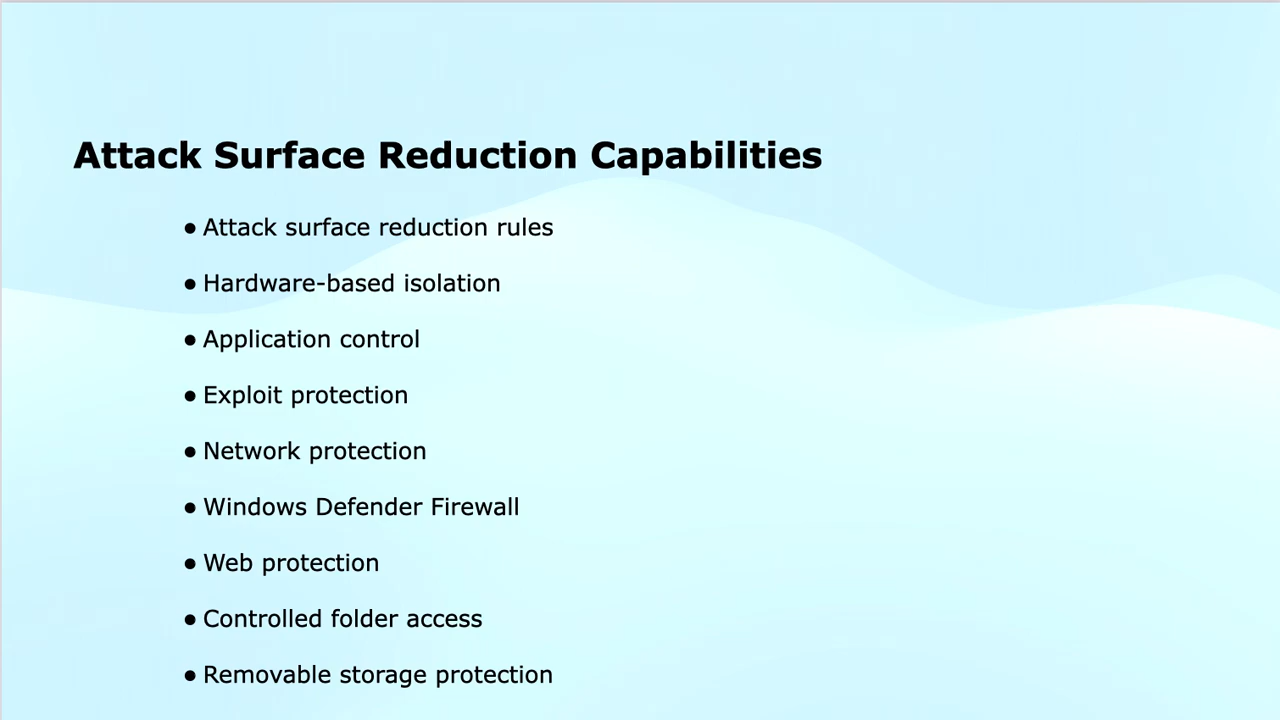 Attack Surface Reduction Capabilities
● Attack surface reduction rules
● Hardware-based isolation
● Application control
● Exploit protection
● Network protection
● Windows Defender Firewall
● Web protection
● Controlled folder access
● Removable storage protection